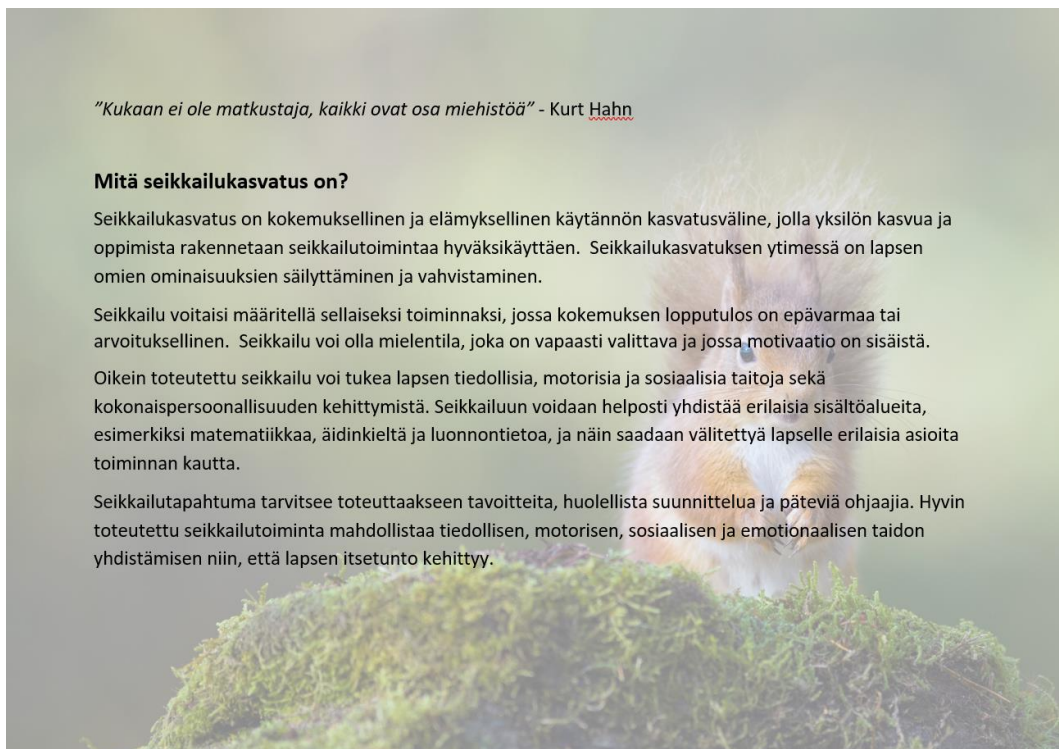 ”Kukaan ei ole matkustaja, kaikki ovat osa miehistöä” - Kurt Hahn
Mitä seikkailukasvatus on?
Seikkailukasvatus on kokemuksellinen ja elämyksellinen käytännön kasvatusväline, jolla yksilön kasvua ja
oppimista rakennetaan seikkailutoimintaa hyväksikäyttäen.  Seikkailukasvatuksen ytimessä on lapsen
omien ominaisuuksien säilyttäminen ja vahvistaminen.
Seikkailu voitaisi määritellä sellaiseksi toiminnaksi, jossa kokemuksen lopputulos on epävarmaa tai
arvoituksellinen.  Seikkailu voi olla mielentila, joka on vapaasti valittava ja jossa motivaatio on sisäistä.
Oikein toteutettu seikkailu voi tukea lapsen tiedollisia, motorisia ja sosiaalisia taitoja sekä
kokonaispersoonallisuuden kehittymistä. Seikkailuun voidaan helposti yhdistää erilaisia sisältöalueita,
esimerkiksi matematiikkaa, äidinkieltä ja luonnontietoa, ja näin saadaan välitettyä lapselle erilaisia asioita
toiminnan kautta.
Seikkailutapahtuma tarvitsee toteuttaakseen tavoitteita, huolellista suunnittelua ja päteviä ohjaajia. Hyvin
toteutettu seikkailutoiminta mahdollistaa tiedollisen, motorisen, sosiaalisen ja emotionaalisen taidon
yhdistämisen niin, että lapsen itsetunto kehittyy.